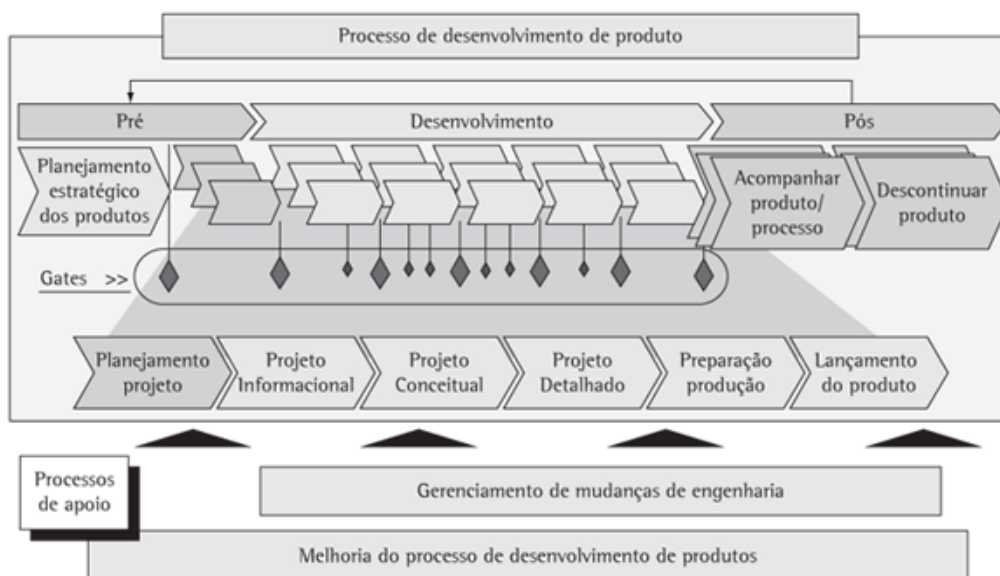 Processo de desenvolvimento de produto
Pré
Desenvolvimento
Pós
Planejamento
estratégico
dos produtos
Acompanhar
produto/
processo
Descontinuar
produto
Gates >>
Planejamento
projeto
Projeto
Informacional
Projeto
Conceitual
Projeto
Detalhado
Preparação
produção
Lançamento
do produto
Processos
de apoio
Gerenciamento de mudanças de engenharia
Melhoria do processo de desenvolvimento de produtos